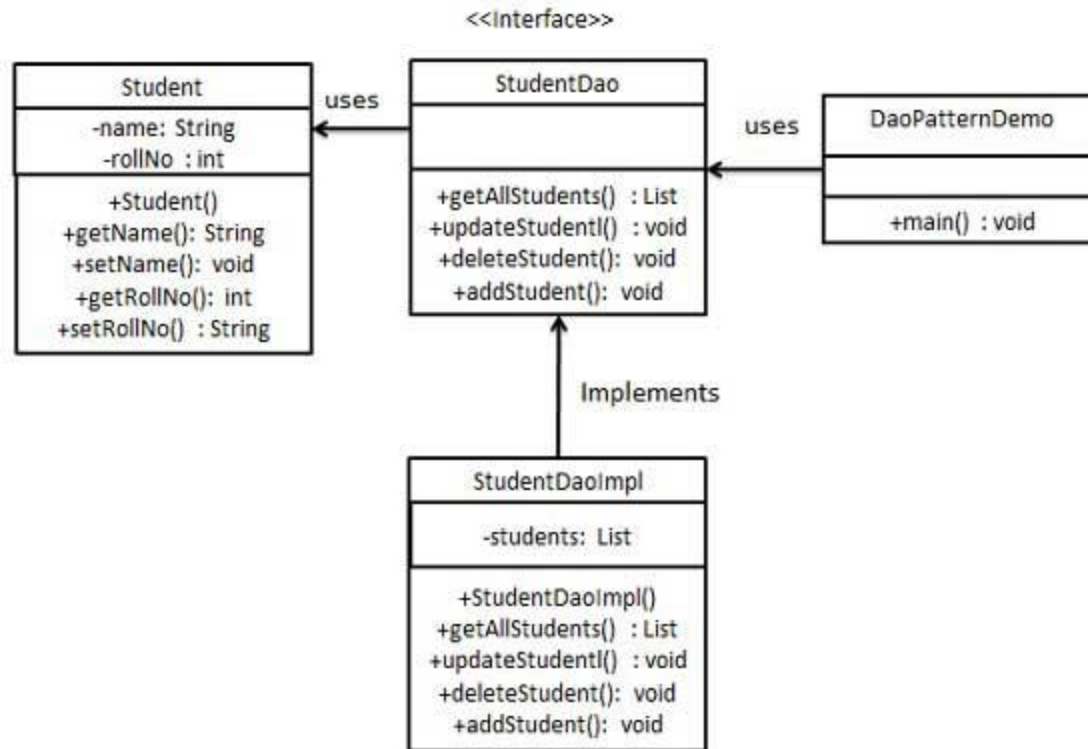 <<Interface>>
Student
-name: String
-rollNo : int
+Student()
+getName(): String
+setName(): void
+getRollNo(): int
+setRollNo() : String
uses
StudentDao
+getAllStudents() : List
+updateStudentl() : void
+deleteStudent(): void
+addStudent(): void
uses
DaoPatternDemo
+main() : void
Implements
StudentDaoImpl
-students: List
+StudentDaoImpl()
+getAllStudents() : List
+updateStudentl() : void
+deleteStudent(): void
+addStudent(): void